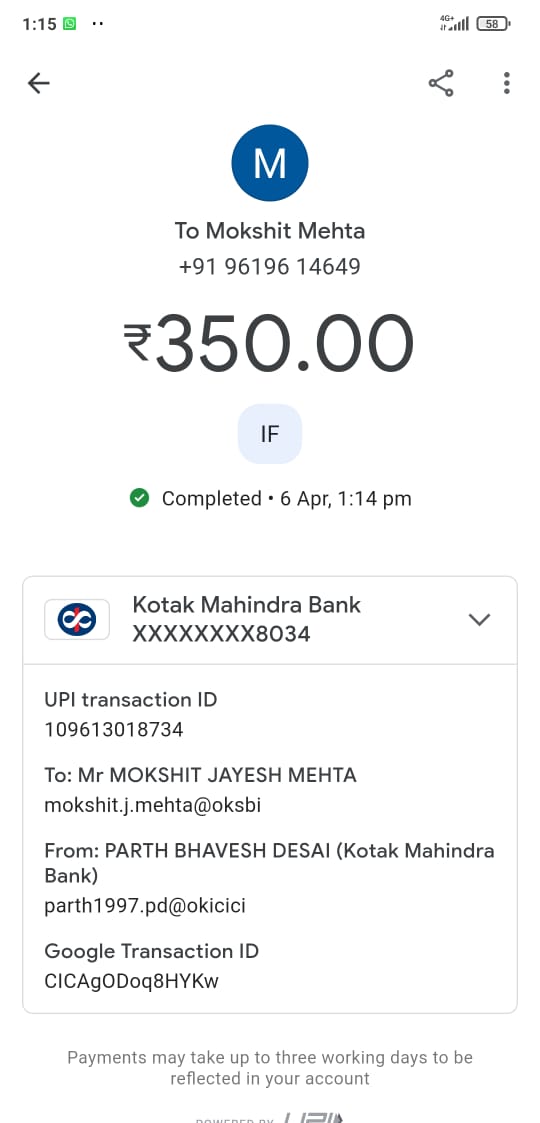 1:15
4G+
58
M
To Mokshit Mehta
+91 96196 14649
₹350.00
IF
Completed • 6 Apr, 1:14 pm
Kotak Mahindra Bank
XXXXXXXX8034
UPI transaction ID
109613018734
To: Mr MOKSHIT JAYESH MEHTA
mokshit.j.mehta@oksbi
From: PARTH BHAVESH DESAI (Kotak Mahindra
Bank)
parth1997.pd@okicici
Google Transaction ID
CICAgODoq8HYKw
Payments may take up to three working days to be
reflected in your account
POWERED BY UPI